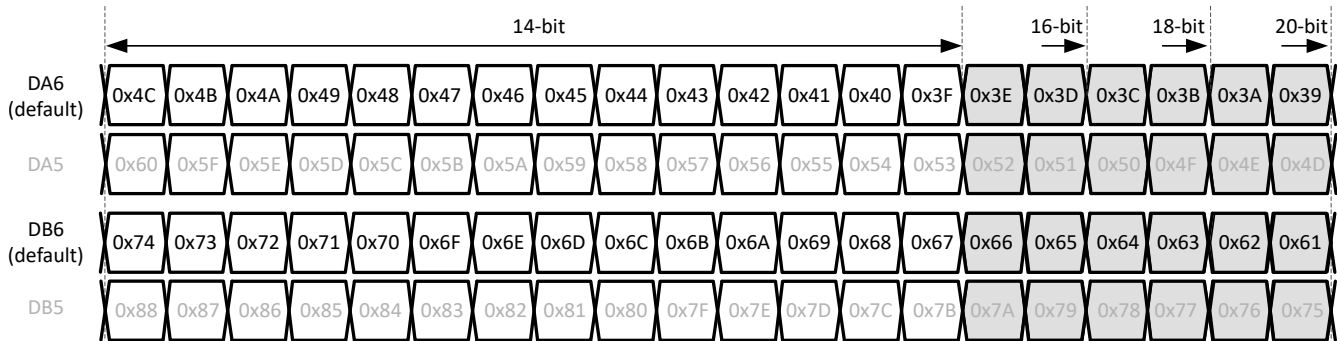 14-bit 16-bit 18-bit 20-bit
DA6 (default) 0x4C 0x4B 0x4A 0x49 0x48 0x47 0x46 0x45 0x44 0x43 0x42 0x41 0x40 0x3F 0x3E 0x3D 0x3C 0x3B 0x3A 0x39
DA5 0x60 0x5F 0x5E 0x5D 0x5C 0x5B 0x5A 0x59 0x58 0x57 0x56 0x55 0x54 0x53 0x52 0x51 0x50 0x4F 0x4E 0x4D
DB6 (default) 0x74 0x73 0x72 0x71 0x70 0x6F 0x6E 0x6D 0x6C 0x6B 0x6A 0x69 0x68 0x67 0x66 0x65 0x64 0x63 0x62 0x61
DB5 0x88 0x87 0x86 0x85 0x84 0x83 0x82 0x81 0x80 0x7F 0x7E 0x7D 0x7C 0x7B 0x7A 0x79 0x78 0x77 0x76 0x75